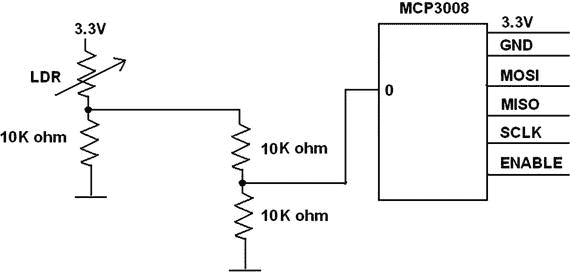 MCP3008
3.3V
3.3V
GND
LDR
MOSI
0
MISO
10K ohm
10K ohm
SCLK
ENABLE
10K ohm